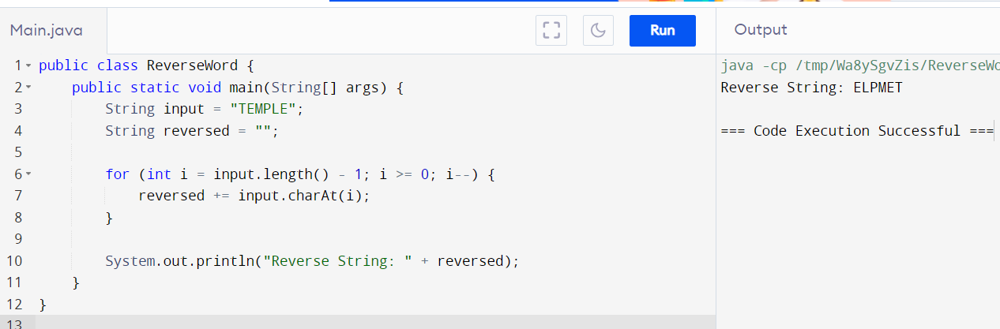 Main.java
Run
Output
1 public class ReverseWord {
2 public static void main(String[] args) {
3 String input = "TEMPLE";
4 String reversed = "";
5
6 for (int i = input.length() - 1; i >= 0; i--) {
7 reversed += input.charAt(i);
8 }
9
10 System.out.println("Reverse String: " + reversed);
11 }
12 }
13
java -cp /tmp/Wa8ySgvZis/ReverseWo
Reverse String: ELPMET
=== Code Execution Successful ===